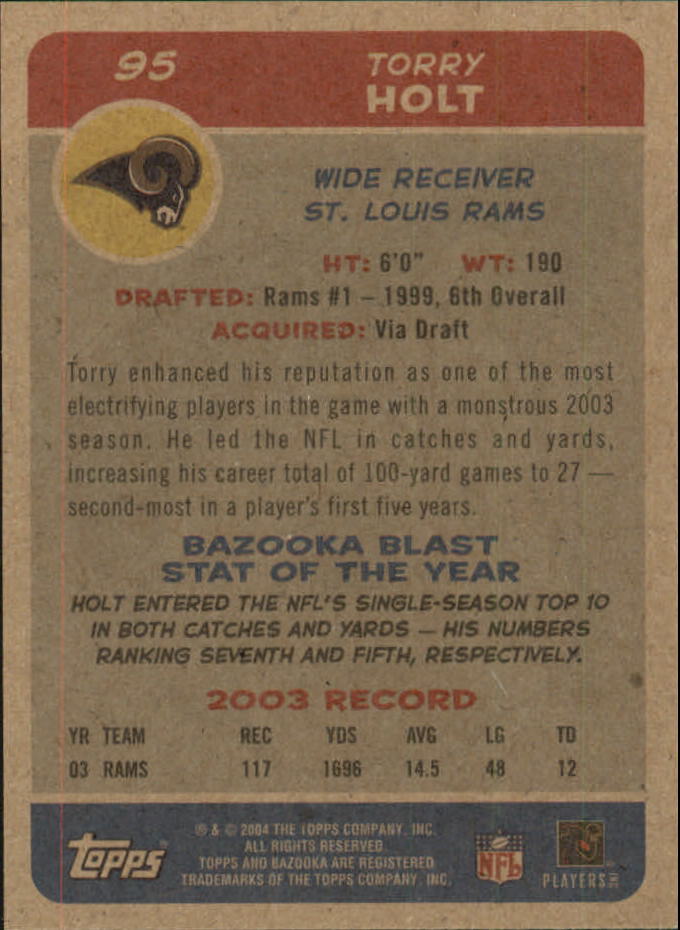 95
TORRY
HOLT
WIDE RECEIVER
ST. LOUIS RAMS
HT: 6'0" WT: 190
DRAFTED: Rams #1 – 1999, 6th Overall
ACQUIRED: Via Draft
Torry enhanced his reputation as one of the most
electrifying players in the game with a monstrous 2003
season. He led the NFL in catches and yards,
increasing his career total of 100-yard games to 27 —
second-most in a player's first five years.
BAZOOKA BLAST
STAT OF THE YEAR
HOLT ENTERED THE NFL'S SINGLE-SEASON TOP 10
IN BOTH CATCHES AND YARDS — HIS NUMBERS
RANKING SEVENTH AND FIFTH, RESPECTIVELY.
2003 RECORD
YR TEAM REC YDS AVG LG TD
03 RAMS 117 1696 14.5 48 12
topps
® & © 2004 THE TOPPS COMPANY, INC.
ALL RIGHTS RESERVED.
TOPPS AND BAZOOKA ARE REGISTERED
TRADEMARKS OF THE TOPPS COMPANY, INC.
NFL
PLAYERS